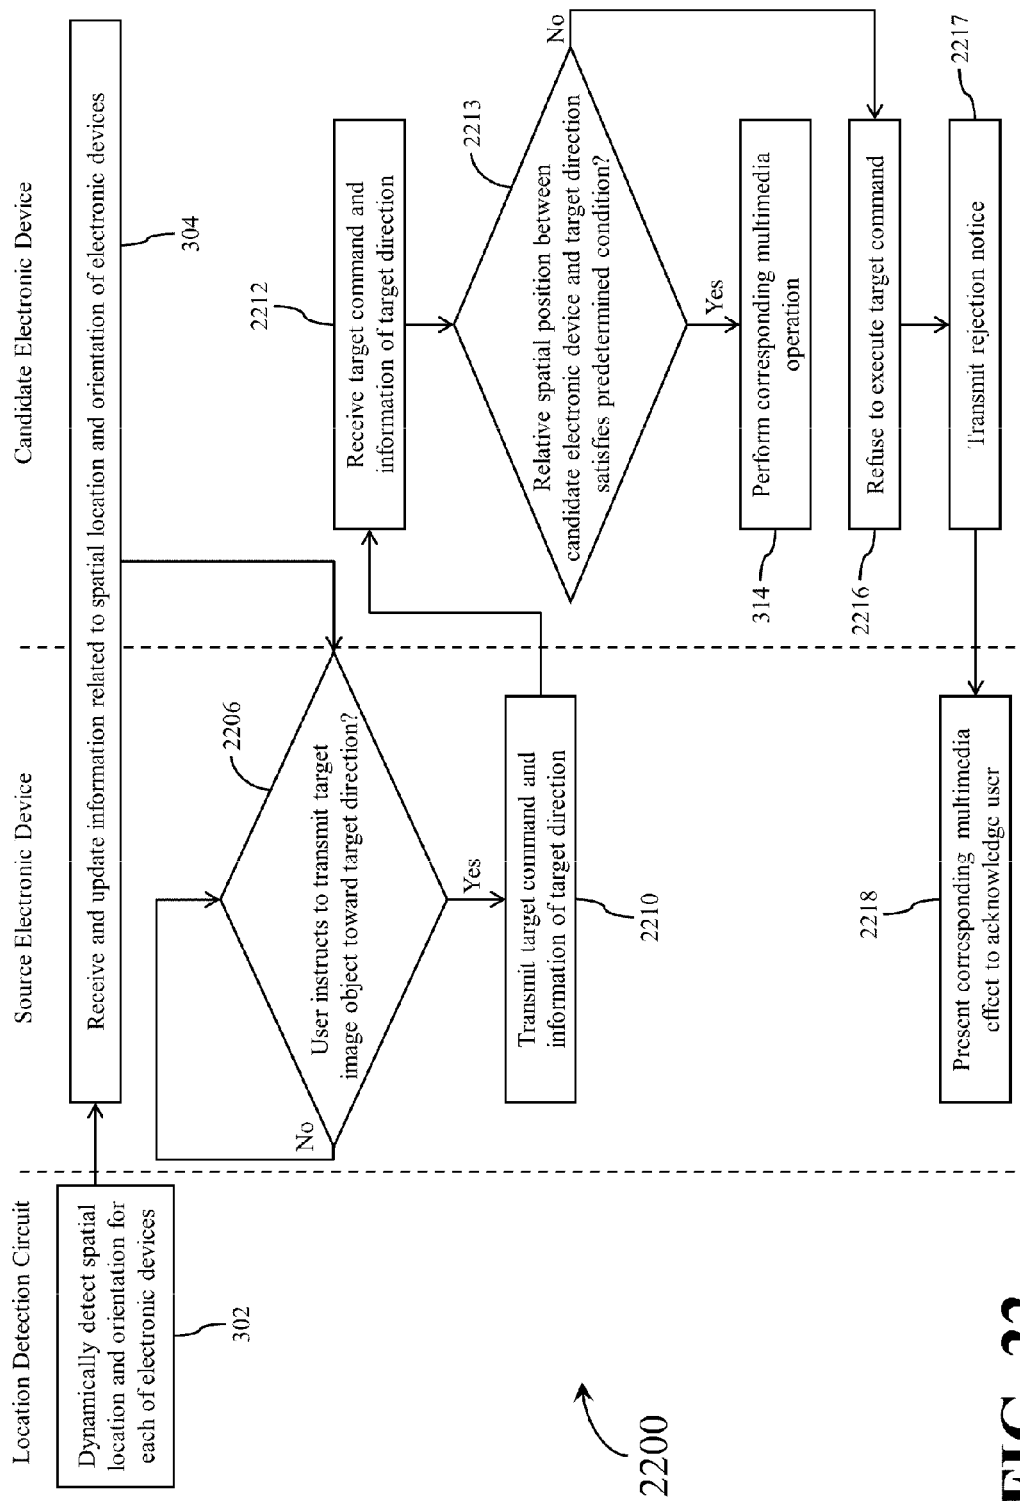 Location Detection Circuit
Source Electronic Device
Candidate Electronic Device
Dynamically detect spatial
location and orientation for
each of electronic devices
302
Receive and update information related to spatial location and orientation of electronic devices
304
User instructs to transmit target
image object toward target direction?
2206
No
Yes
Transmit target command and
information of target direction
2210
2212
Receive target command and
information of target direction
2213
Relative spatial position between
candidate electronic device and target direction
satisfies predetermined condition?
No
Yes
Perform corresponding multimedia
operation
314
Refuse to execute target command
2216
Transmit rejection notice
2217
2218
Present corresponding multimedia
effect to acknowledge user
2200
FIG. 22